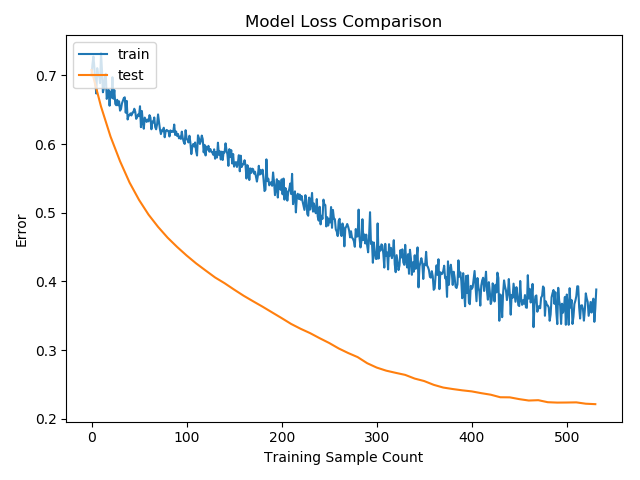 Model Loss Comparison
train
test
0.7
0.6
0.5
0.4
0.3
0.2
Error
0 100 200 300 400 500
Training Sample Count